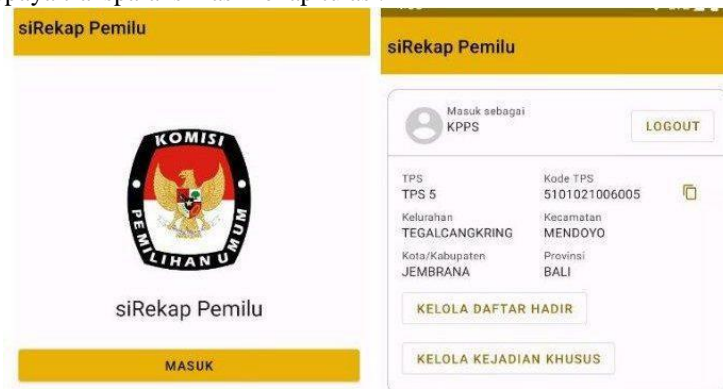 siRekap Pemilu
KOMISI
PEMILIHAN UMUM
siRekap Pemilu
MASUK
siRekap Pemilu
Masuk sebagai
KPPS
LOGOUT
TPS
TPS 5
Kode TPS
5101021006005
Kelurahan
TEGALCANGKRING
Kecamatan
MENDOYO
Kota/Kabupaten
JEMBRANA
Provinsi
BALI
KELOLA DAFTAR HADIR
KELOLA KEJADIAN KHUSUS